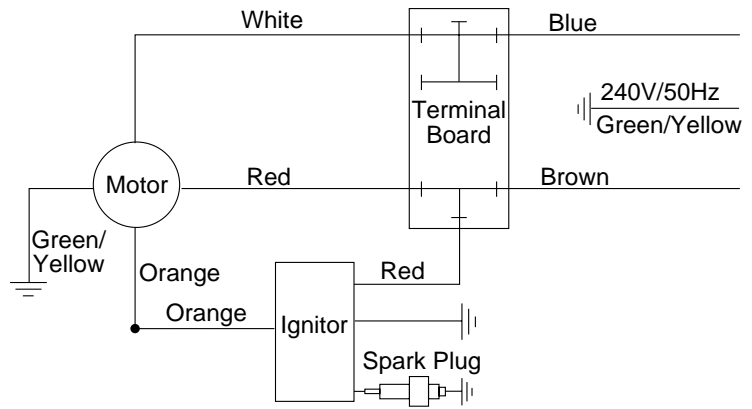 White
Blue
Terminal
Board
240V/50Hz
Green/Yellow
Motor
Red
Brown
Green/
Yellow
Orange
Red
Orange
Ignitor
Spark Plug